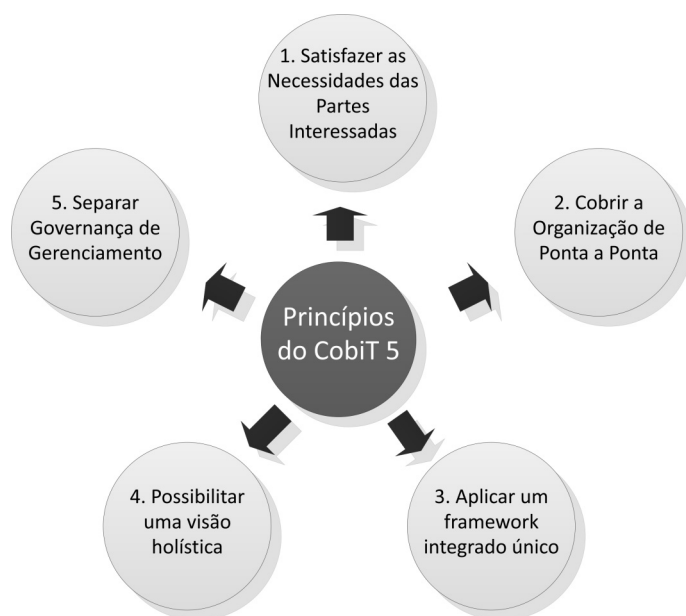 1. Satisfazer as
Necessidades das
Partes
Interessadas
2. Cobrir a
Organização de
Ponta a Ponta
3. Aplicar um
framework
integrado único
4. Possibilitar
uma visão
holística
5. Separar
Governança de
Gerenciamento
Princípios
do CobiT 5